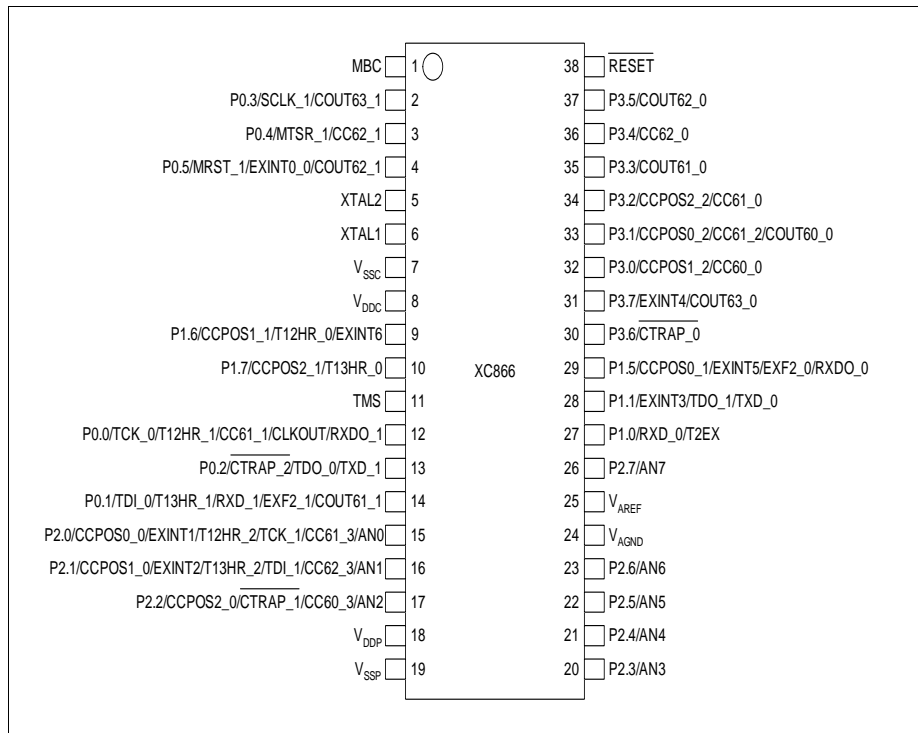 MBC 1
P0.3/SCLK_1/COUT63_1 2
P0.4/MTSR_1/CC62_1 3
P0.5/MRST_1/EXINT0_0/COUT62_1 4
XTAL2 5
XTAL1 6
VSSC 7
VDDC 8
P1.6/CCPOS1_1/T12HR_0/EXINT6 9
P1.7/CCPOS2_1/T13HR_0 10
TMS 11
P0.0/TCK_0/T12HR_1/CC61_1/CLKOUT/RXDO_1 12
P0.2/CTRAP_2/TDO_0/TXD_1 13
P0.1/TDI_0/T13HR_1/RXD_1/EXF2_1/COUT61_1 14
P2.0/CCPOS0_0/EXINT1/T12HR_2/TCK_1/CC61_3/AN0 15
P2.1/CCPOS1_0/EXINT2/T13HR_2/TDI_1/CC62_3/AN1 16
P2.2/CCPOS2_0/CTRAP_1/CC60_3/AN2 17
VDDP 18
VSSP 19
XC866
38 RESET
37 P3.5/COUT62_0
36 P3.4/CC62_0
35 P3.3/COUT61_0
34 P3.2/CCPOS2_2/CC61_0
33 P3.1/CCPOS0_2/CC61_2/COUT60_0
32 P3.0/CCPOS1_2/CC60_0
31 P3.7/EXINT4/COUT63_0
30 P3.6/CTRAP_0
29 P1.5/CCPOS0_1/EXINT5/EXF2_0/RXDO_0
28 P1.1/EXINT3/TDO_1/TXD_0
27 P1.0/RXD_0/T2EX
26 P2.7/AN7
25 VAREF
24 VAGND
23 P2.6/AN6
22 P2.5/AN5
21 P2.4/AN4
20 P2.3/AN3